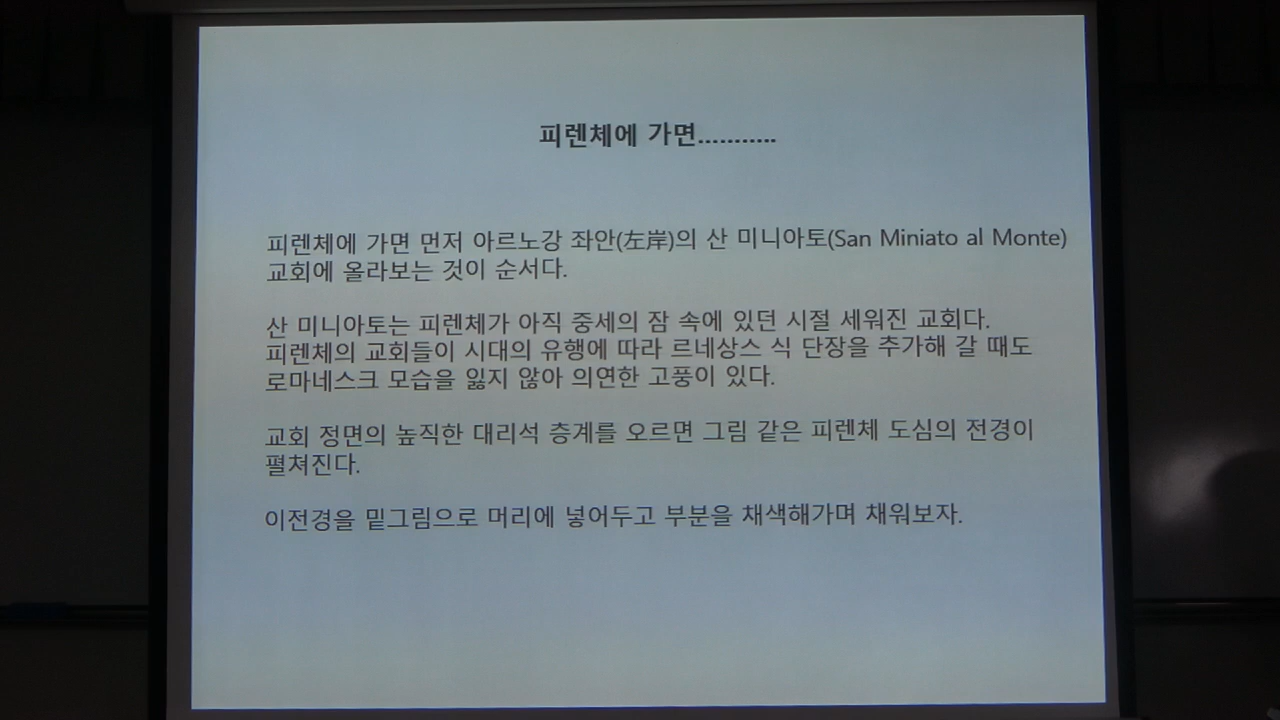 피렌체에 가면...........
피렌체에 가면 먼저 아르노강 좌안(左岸)의 산 미니아토(San Miniato al Monte)
교회에 올라보는 것이 순서다.
산 미니아토는 피렌체가 아직 중세의 잠 속에 있던 시절 세워진 교회다.
피렌체의 교회들이 시대의 유행에 따라 르네상스 식 단장을 추가해 갈 때도
로마네스크 모습을 잃지 않아 의연한 고풍이 있다.
교회 정면의 높직한 대리석 층계를 오르면 그림 같은 피렌체 도심의 전경이
펼쳐진다.
이전경을 밑그림으로 머리에 넣어두고 부분을 채색해가며 채워보자.